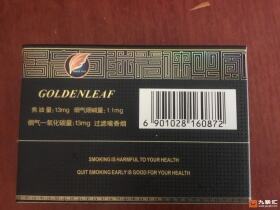 GOLDENLEAF
焦油量:13mg 烟气烟碱量:1.1mg
烟气一氧化碳量:13mg 过滤嘴香烟
6 901028 160872
SMOKING IS HARMFUL TO YOUR HEALTH
QUIT SMOKING EARLY IS GOOD FOR YOUR HEALTH